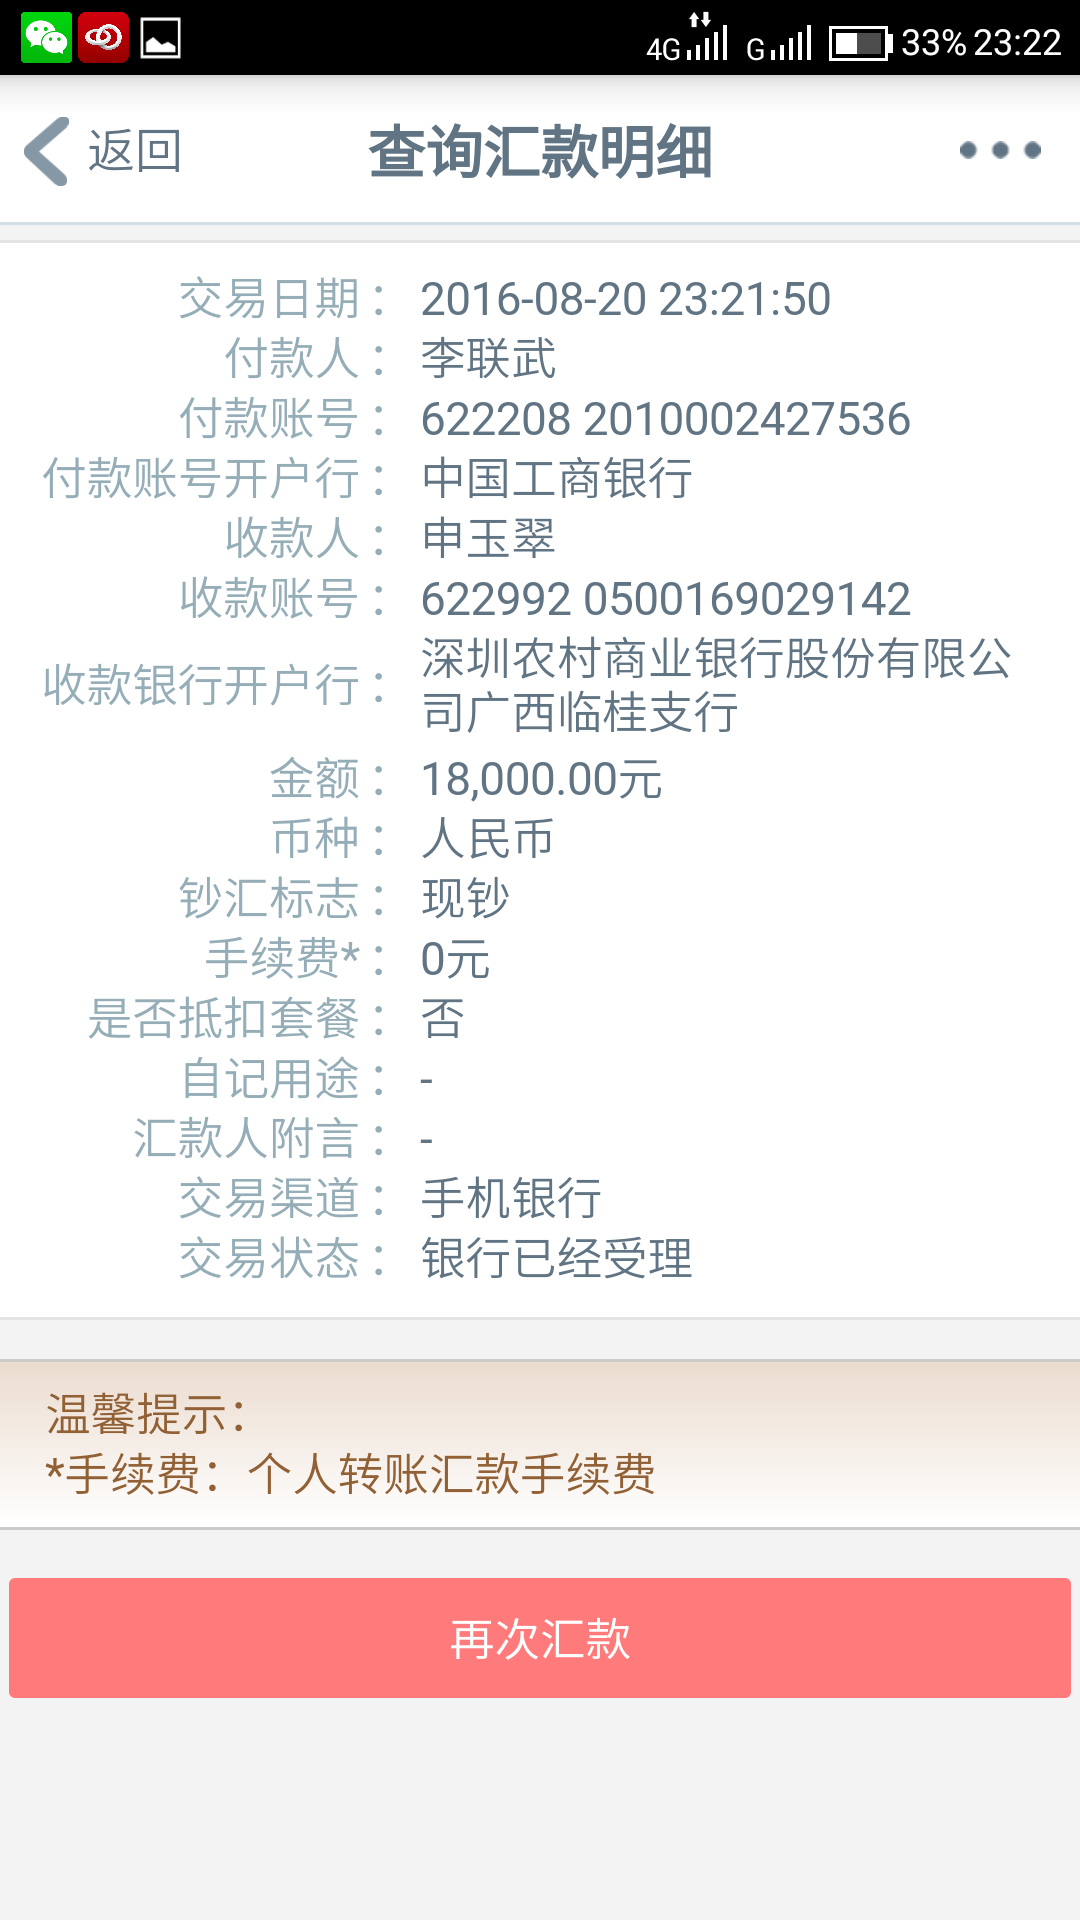 4G G 33% 23:22
返回 查询汇款明细
交易日期： 2016-08-20 23:21:50
付款人： 李联武
付款账号： 622208 2010002427536
付款账号开户行： 中国工商银行
收款人： 申玉翠
收款账号： 622992 0500169029142
收款银行开户行： 深圳农村商业银行股份有限公
司广西临桂支行
金额： 18,000.00元
币种： 人民币
钞汇标志： 现钞
手续费*： 0元
是否抵扣套餐： 否
自记用途： -
汇款人附言： -
交易渠道： 手机银行
交易状态： 银行已经受理
温馨提示：
*手续费：个人转账汇款手续费
再次汇款